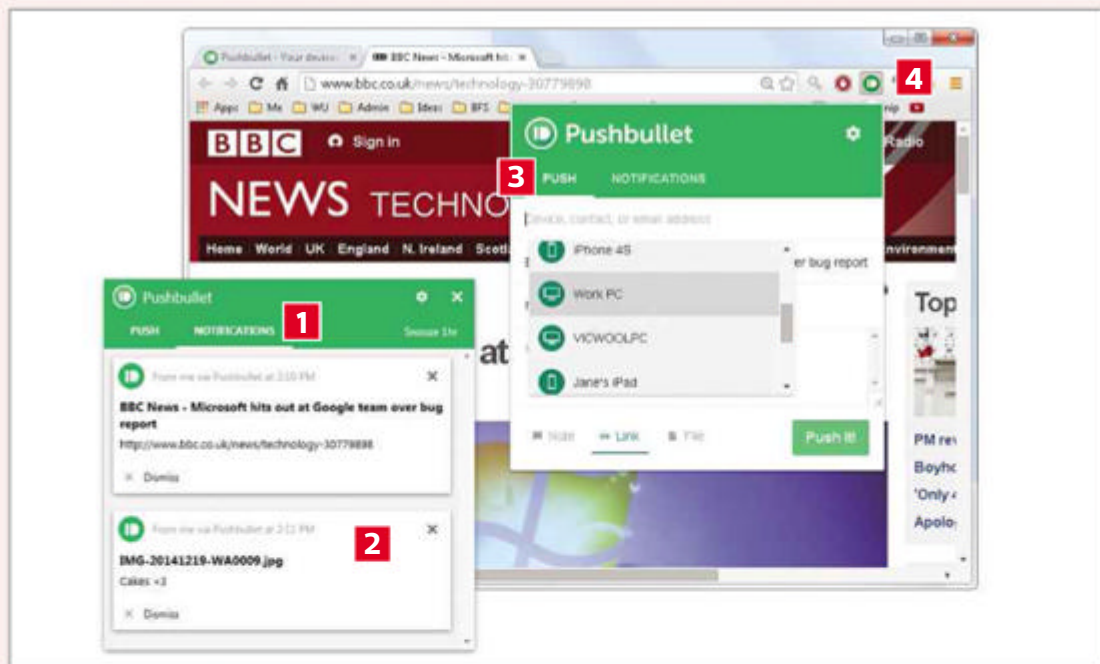 Pushbullet - Your devices
BBC News - Microsoft hits
www.bbc.co.uk/news/technology-30779898
4
Apps Me WU Admin Ideas BFS
BBC Sign in
Radio
NEWS TECHNO
Home World UK England N. Ireland Scotl
nvironment
Pushbullet
3
PUSH NOTIFICATIONS
Device, contact, or email address
iPhone 4S
er bug report
Work PC
VICWOOLPC
Jane's iPad
Note Link File Push It!
at
Top
PM rev
Boyho
'Only
Apolo
Pushbullet
PUSH NOTIFICATIONS 1 Snooze 1hr
From me via Pushbullet at 2:10 PM
BBC News - Microsoft hits out at Google team over bug
report
http://www.bbc.co.uk/news/technology-30779898
Dismiss
From me via Pushbullet at 2:11 PM
2
IMG-20141219-WA0009.jpg
Cakes <3
Dismiss